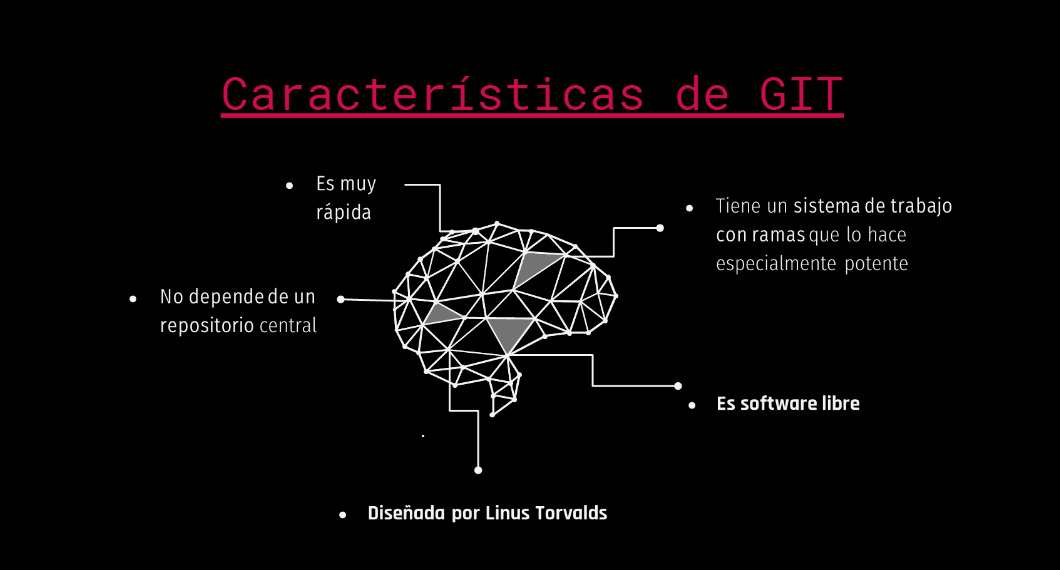 Características de GIT
• Es muy
rápida
• Tiene un sistema de trabajo
con ramas que lo hace
especialmente potente
• No depende de un
repositorio central
• Es software libre
• Diseñada por Linus Torvalds